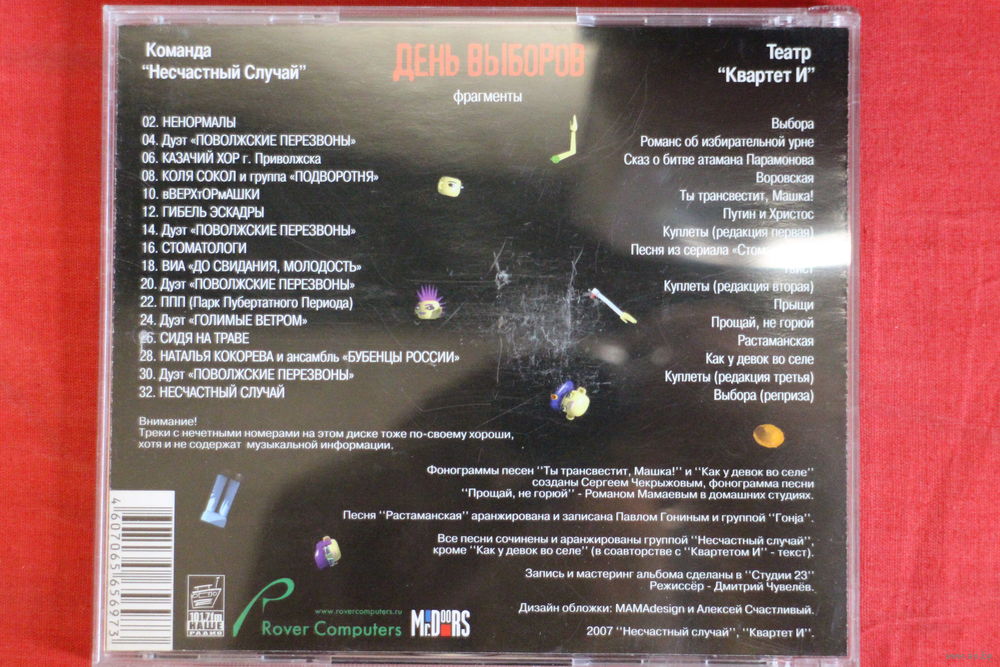 Команда
"Несчастный Случай"
ДЕНЬ ВЫБОРОВ
фрагменты
Театр
"Квартет И"
02. НЕНОРМАЛЫ Выбора
04. Дуэт «ПОВОЛЖСКИЕ ПЕРЕЗВОНЫ» Романс об избирательной урне
06. КАЗАЧИЙ ХОР г. Приволжска Сказ о битве атамана Парамонова
08. КОЛЯ СОКОЛ и группа «ПОДВОРОТНЯ» Воровская
10. вВЕРХтОРмАШКИ Ты трансвестит, Машка!
12. ГИБЕЛЬ ЭСКАДРЫ Путин и Христос
14. Дуэт «ПОВОЛЖСКИЕ ПЕРЕЗВОНЫ» Куплеты (редакция первая)
16. СТОМАТОЛОГИ Песня из сериала
18. ВИА «ДО СВИДАНИЯ, МОЛОДОСТЬ»
20. Дуэт «ПОВОЛЖСКИЕ ПЕРЕЗВОНЫ» Куплеты (редакция вторая)
22. ППП (Парк Пубертатного Периода) Прыщи
24. Дуэт «ГОЛИМЫЕ ВЕТРОМ» Прощай, не горюй
26. СИДЯ НА ТРАВЕ Растаманская
28. НАТАЛЬЯ КОКОРЕВА и ансамбль «БУБЕНЦЫ РОССИИ» Как у девок во селе
30. Дуэт «ПОВОЛЖСКИЕ ПЕРЕЗВОНЫ» Куплеты (редакция третья)
32. НЕСЧАСТНЫЙ СЛУЧАЙ Выбора (реприза)
Внимание!
Треки с нечетными номерами на этом диске тоже по-своему хороши,
хотя и не содержат музыкальной информации.
Фонограммы песен "Ты трансвестит, Машка!" и "Как у девок во селе"
созданы Сергеем Чекрыжовым, фонограмма песни
"Прощай, не горюй" - Романом Мамаевым в домашних студиях.
Песня "Растаманская" аранжирована и записана Павлом Гониным и группой "Гоnja".
Все песни сочинены и аранжированы группой "Несчастный случай",
кроме "Как у девок во селе" (в соавторстве с "Квартетом И" - текст).
Запись и мастеринг альбома сделаны в "Студии 23"
Режиссёр - Дмитрий Чувелёв.
Дизайн обложки: MAMAdesign и Алексей Счастливый.
2007 "Несчастный случай", "Квартет И".
4607065656973
101,7fm
НАШЕ
РАДИО
www.rovercomputers.ru
Rover Computers
MR.DOORS